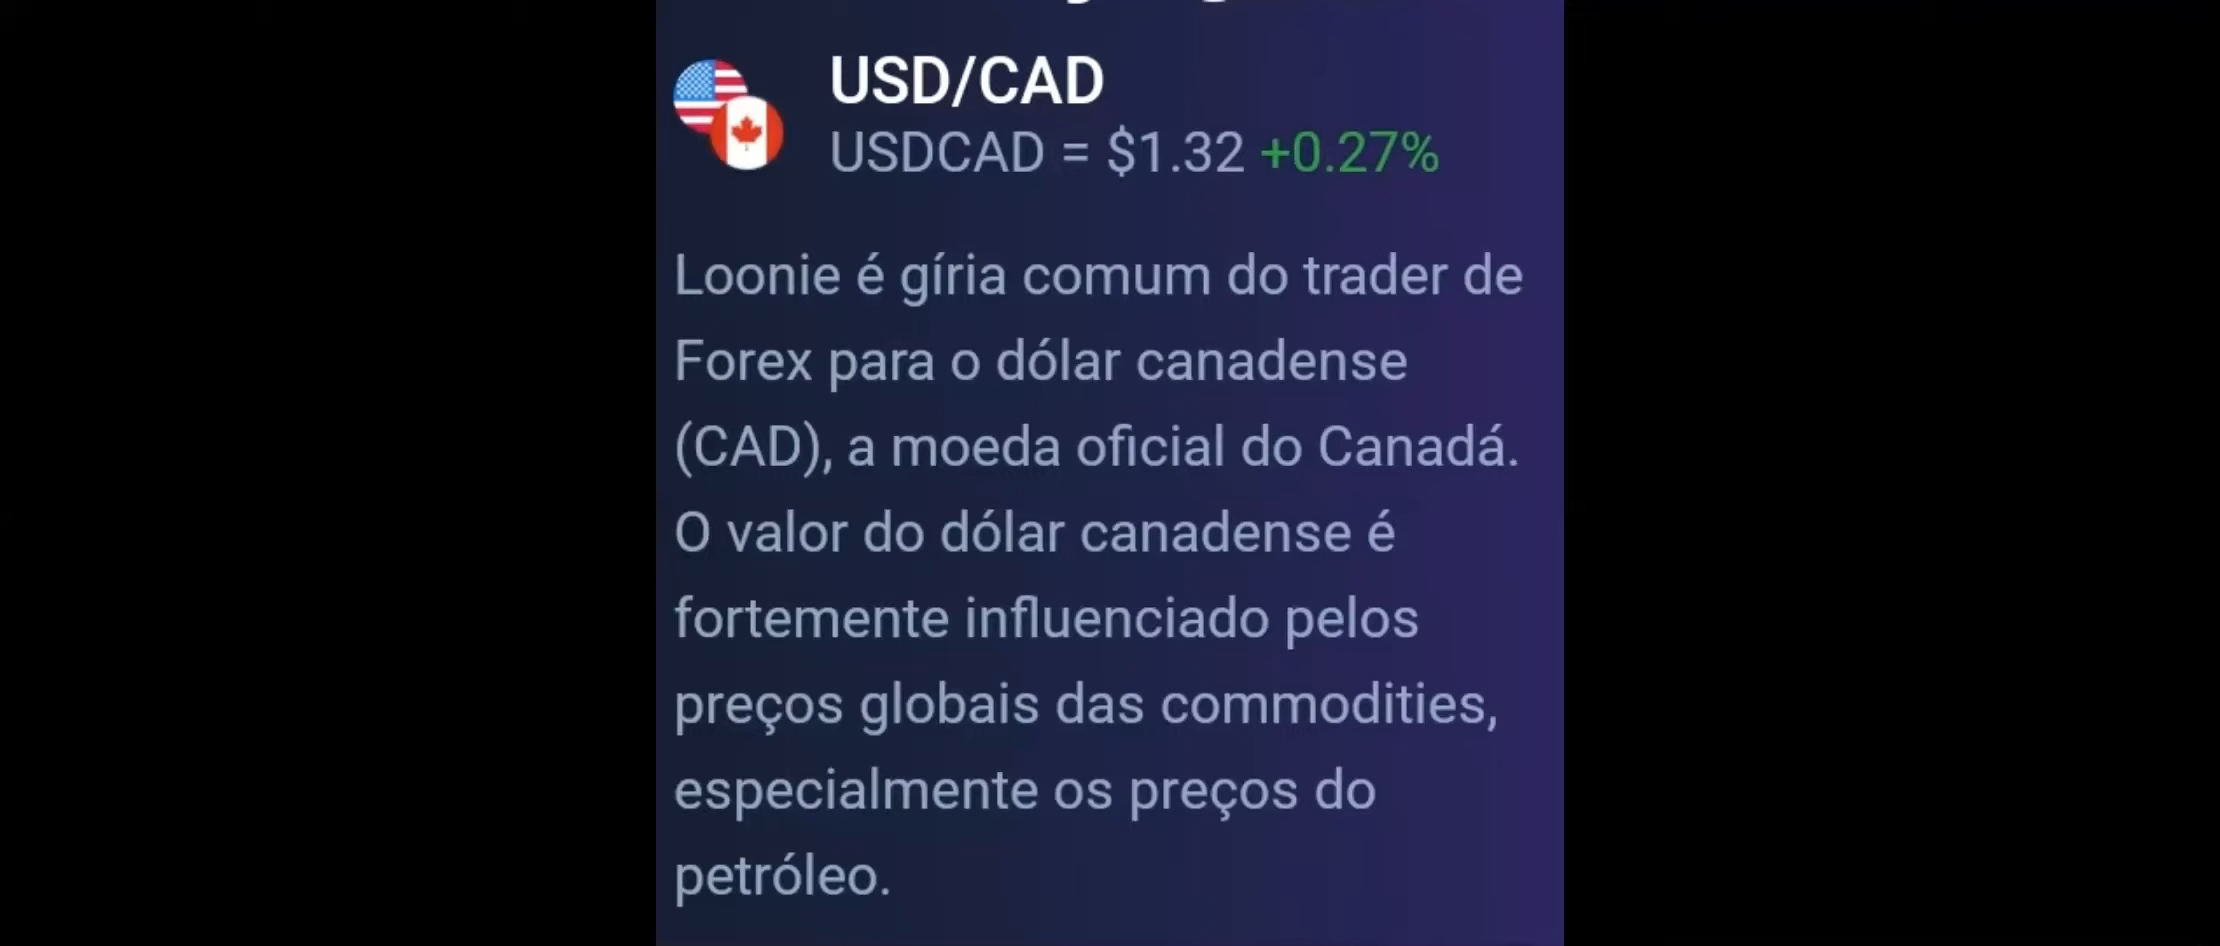 USD/CAD
USDCAD = $1.32 +0.27%
Loonie é gíria comum do trader de
Forex para o dólar canadense
(CAD), a moeda oficial do Canadá.
O valor do dólar canadense é
fortemente influenciado pelos
preços globais das commodities,
especialmente os preços do
petróleo.